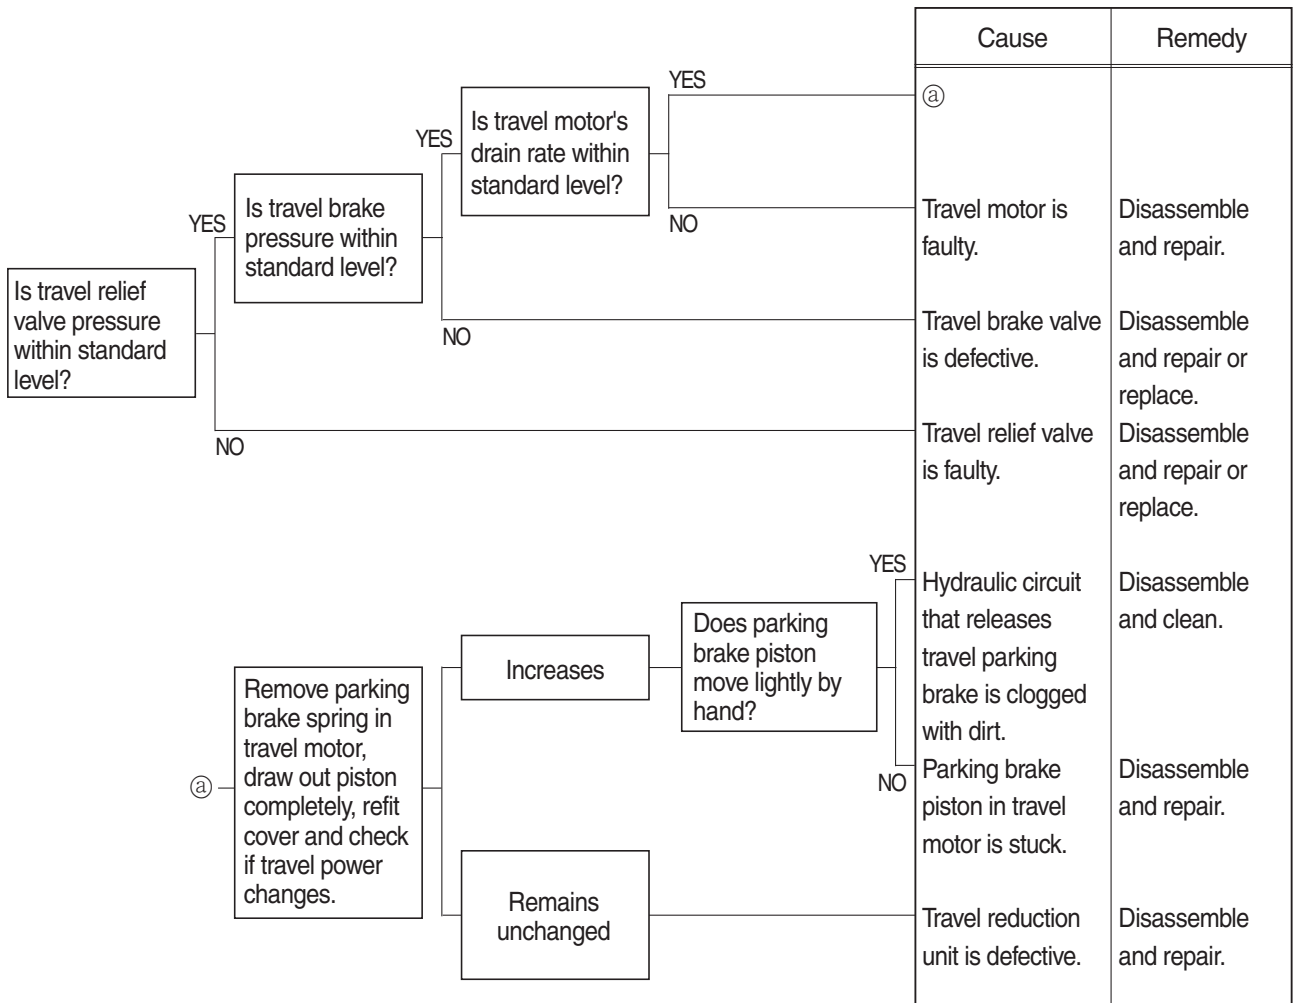 Cause
Remedy
YES
ⓐ
Is travel motor's
drain rate within
standard level?
YES
Is travel brake
pressure within
standard level?
YES
NO
Travel motor is
faulty.
Disassemble
and repair.
Is travel relief
valve pressure
within standard
level?
NO
Travel brake valve
is defective.
Disassemble
and repair or
replace.
NO
Travel relief valve
is faulty.
Disassemble
and repair or
replace.
YES
Hydraulic circuit
that releases
travel parking
brake is clogged
with dirt.
Disassemble
and clean.
Does parking
brake piston
move lightly by
hand?
Increases
ⓐ
Remove parking
brake spring in
travel motor,
draw out piston
completely, refit
cover and check
if travel power
changes.
NO
Parking brake
piston in travel
motor is stuck.
Disassemble
and repair.
Remains
unchanged
Travel reduction
unit is defective.
Disassemble
and repair.